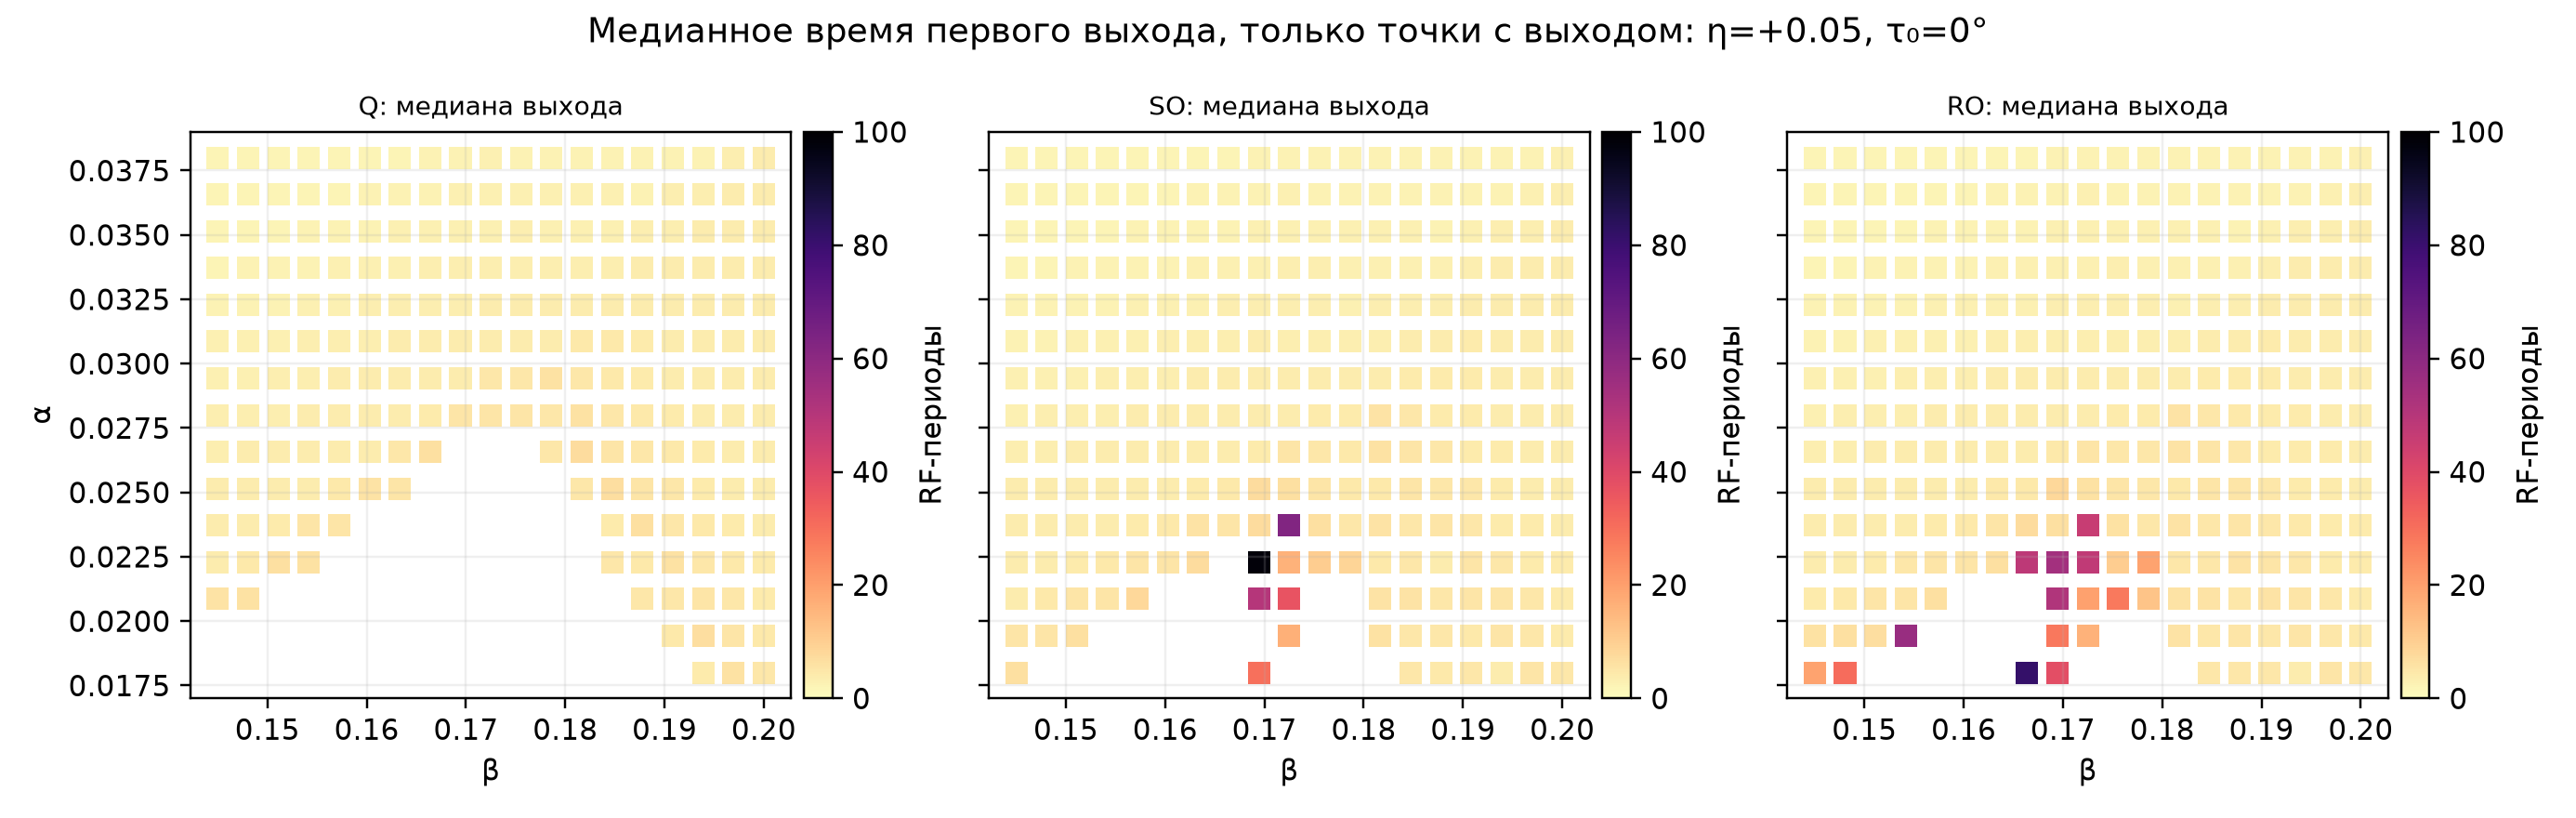 Медианное время первого выхода, только точки с выходом: η=+0.05, τ₀=0°
Q: медиана выхода
SO: медиана выхода
RO: медиана выхода
α
0.0375
0.0350
0.0325
0.0300
0.0275
0.0250
0.0225
0.0200
0.0175
0.15 0.16 0.17 0.18 0.19 0.20
β
100
80
60
40
20
0
RF-периоды
0.15 0.16 0.17 0.18 0.19 0.20
β
100
80
60
40
20
0
RF-периоды
0.15 0.16 0.17 0.18 0.19 0.20
β
100
80
60
40
20
0
RF-периоды